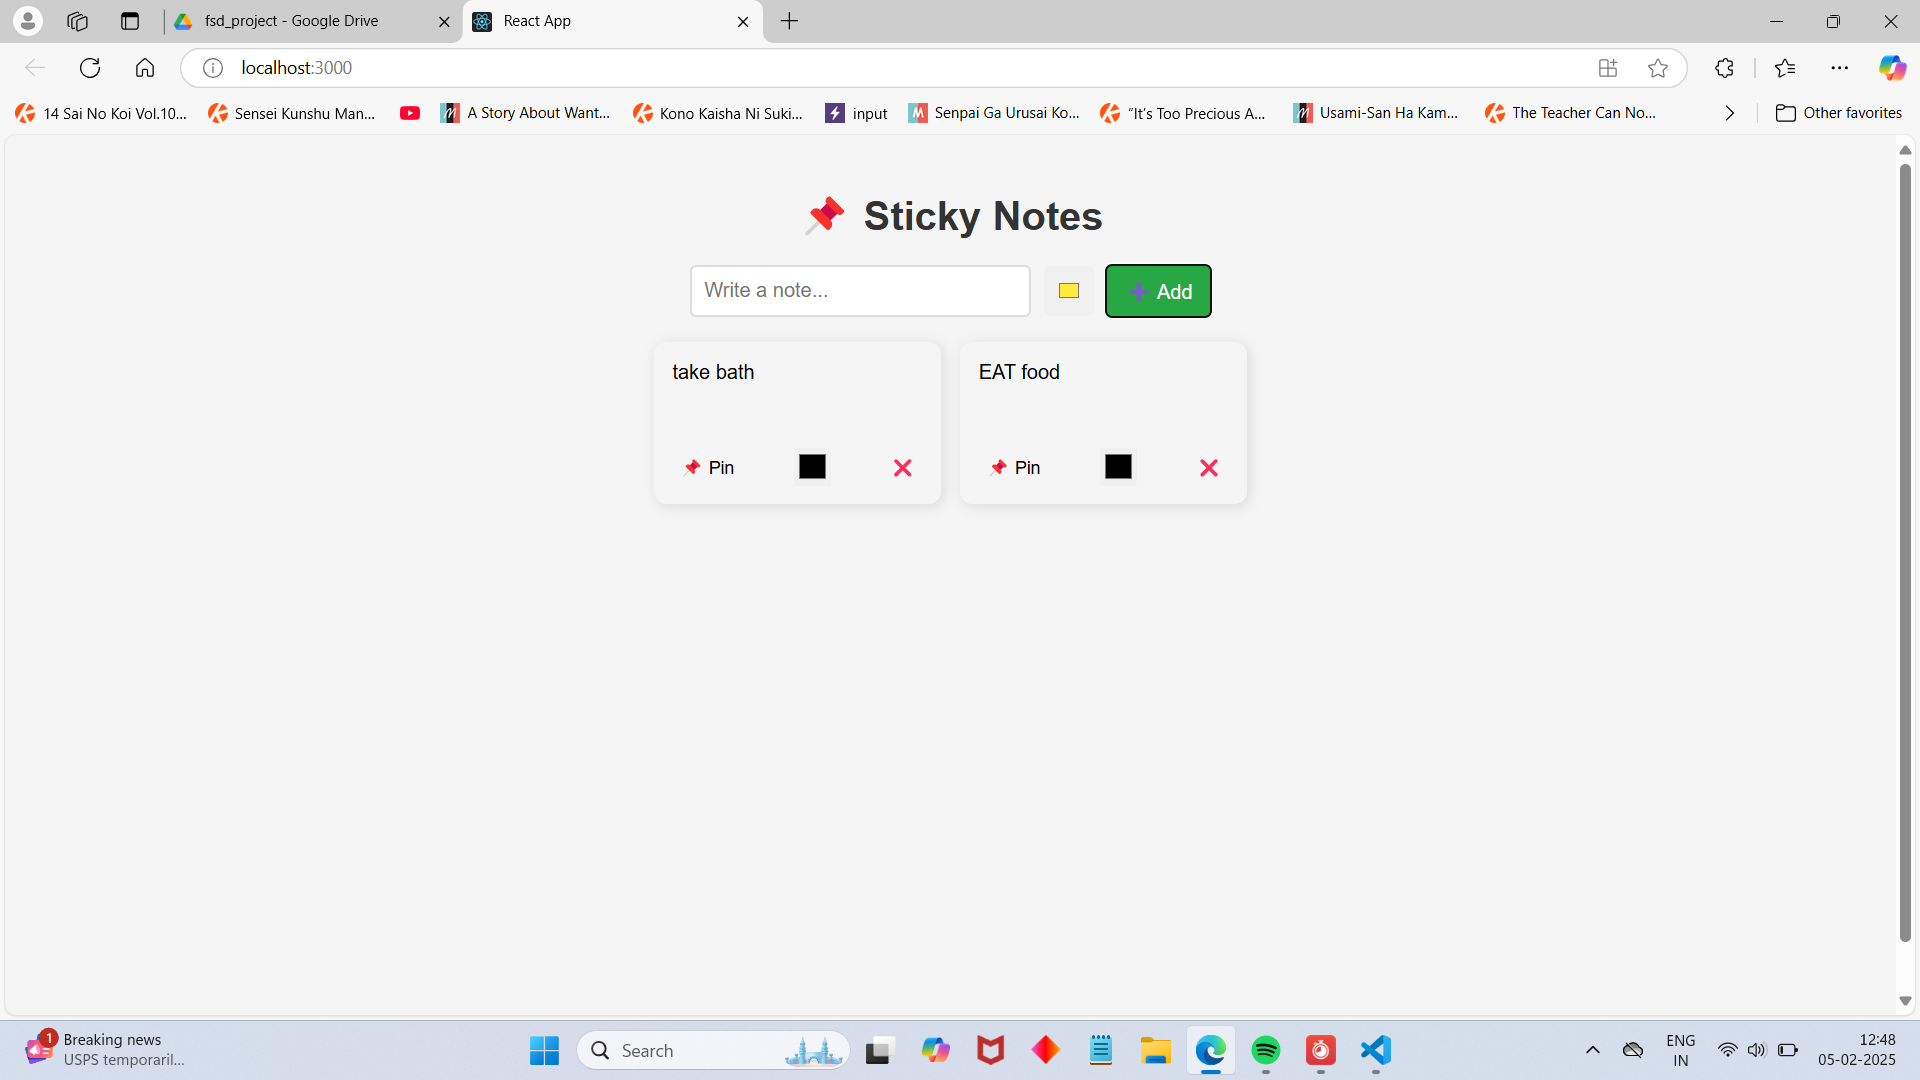 fsd_project - Google Drive
React App
localhost:3000
14 Sai No Koi Vol.10...
Sensei Kunshu Man...
A Story About Want...
Kono Kaisha Ni Suki...
input
Senpai Ga Urusai Ko...
“It’s Too Precious A...
Usami-San Ha Kam...
The Teacher Can No...
Other favorites
📌 Sticky Notes
Write a note...
➕ Add
take bath
EAT food
📌 Pin
❌
📌 Pin
❌
1
Breaking news
USPS temporaril...
Search
ENG
IN
12:48
05-02-2025